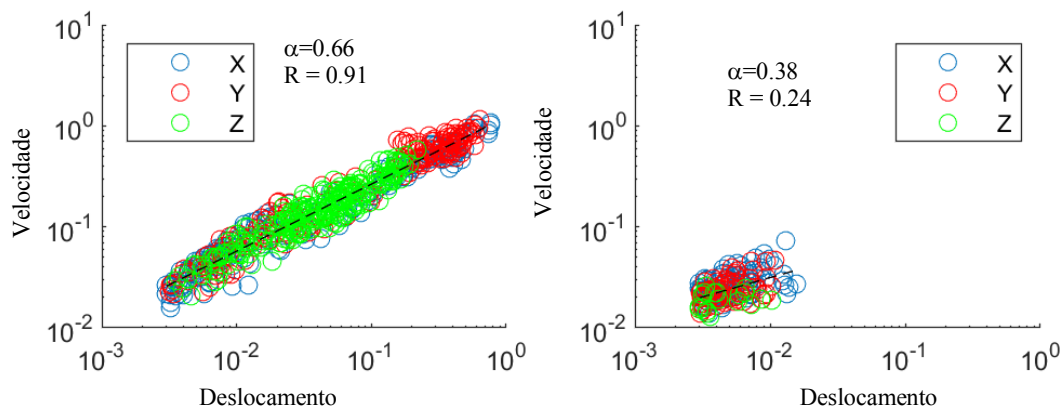 10^1
10^0
10^-1
10^-2
Velocidade
X
Y
Z
α=0.66
R = 0.91
10^-3
10^-2
10^-1
10^0
Deslocamento
10^1
10^0
10^-1
10^-2
Velocidade
α=0.38
R = 0.24
X
Y
Z
10^-3
10^-2
10^-1
10^0
Deslocamento